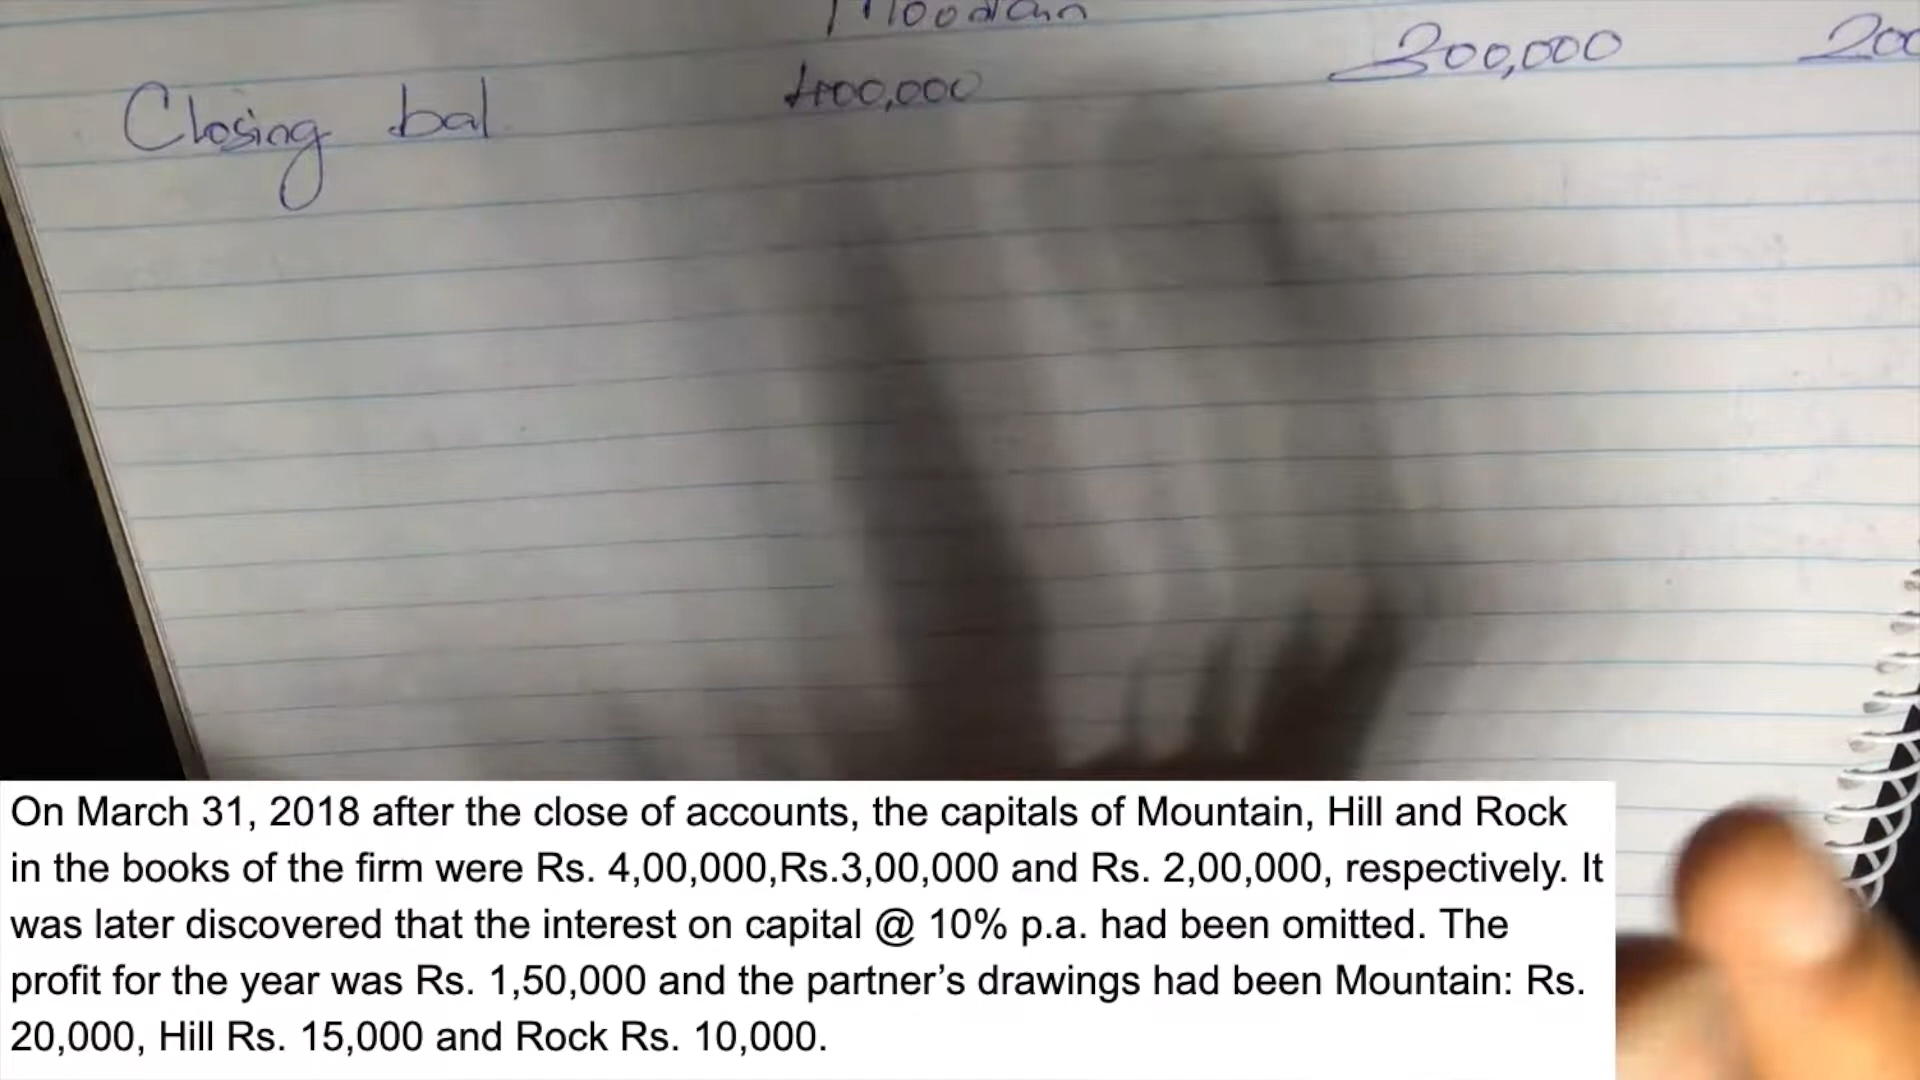 300,000
Closing bal 400,000
On March 31, 2018 after the close of accounts, the capitals of Mountain, Hill and Rock
in the books of the firm were Rs. 4,00,000,Rs.3,00,000 and Rs. 2,00,000, respectively. It
was later discovered that the interest on capital @ 10% p.a. had been omitted. The
profit for the year was Rs. 1,50,000 and the partner’s drawings had been Mountain: Rs.
20,000, Hill Rs. 15,000 and Rock Rs. 10,000.